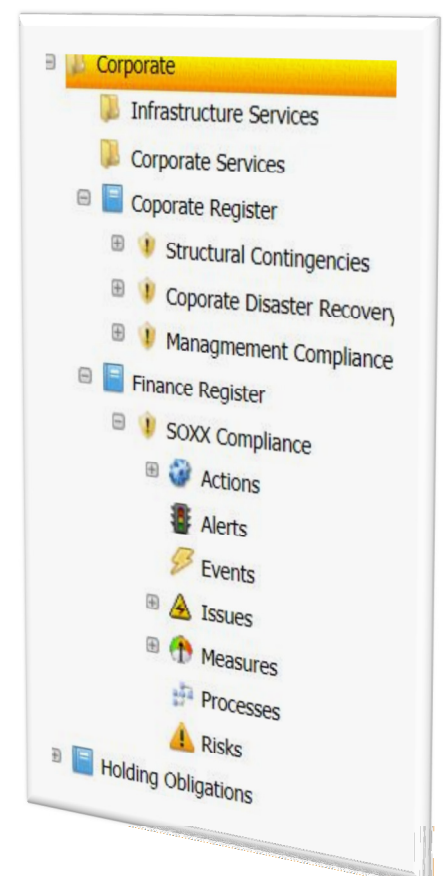 Corporate
Infrastructure Services
Corporate Services
Coporate Register
Structural Contingencies
Coporate Disaster Recovery
Managmement Compliance
Finance Register
SOXX Compliance
Actions
Alerts
Events
Issues
Measures
Processes
Risks
Holding Obligations